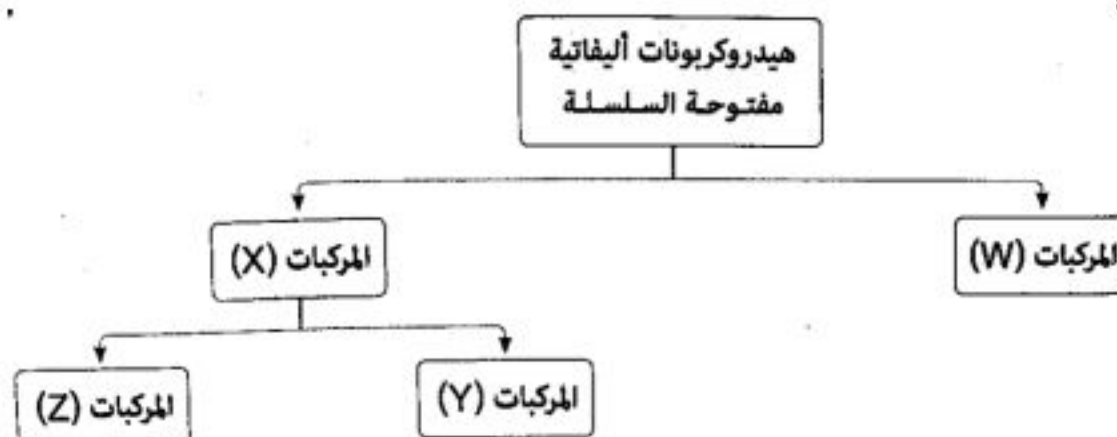 هيدروكربونات أليفاتية
مفتوحة السلسلة
المركبات (W)
المركبات (X)
المركبات (Y)
المركبات (Z)